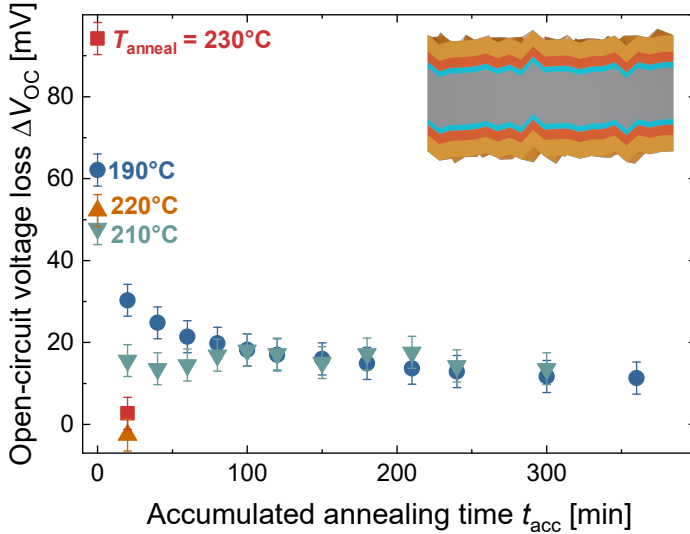 T_anneal = 230°C
190°C
220°C
210°C
Open-circuit voltage loss ΔV_OC [mV]
80
60
40
20
0
0
100
200
300
Accumulated annealing time t_acc [min]